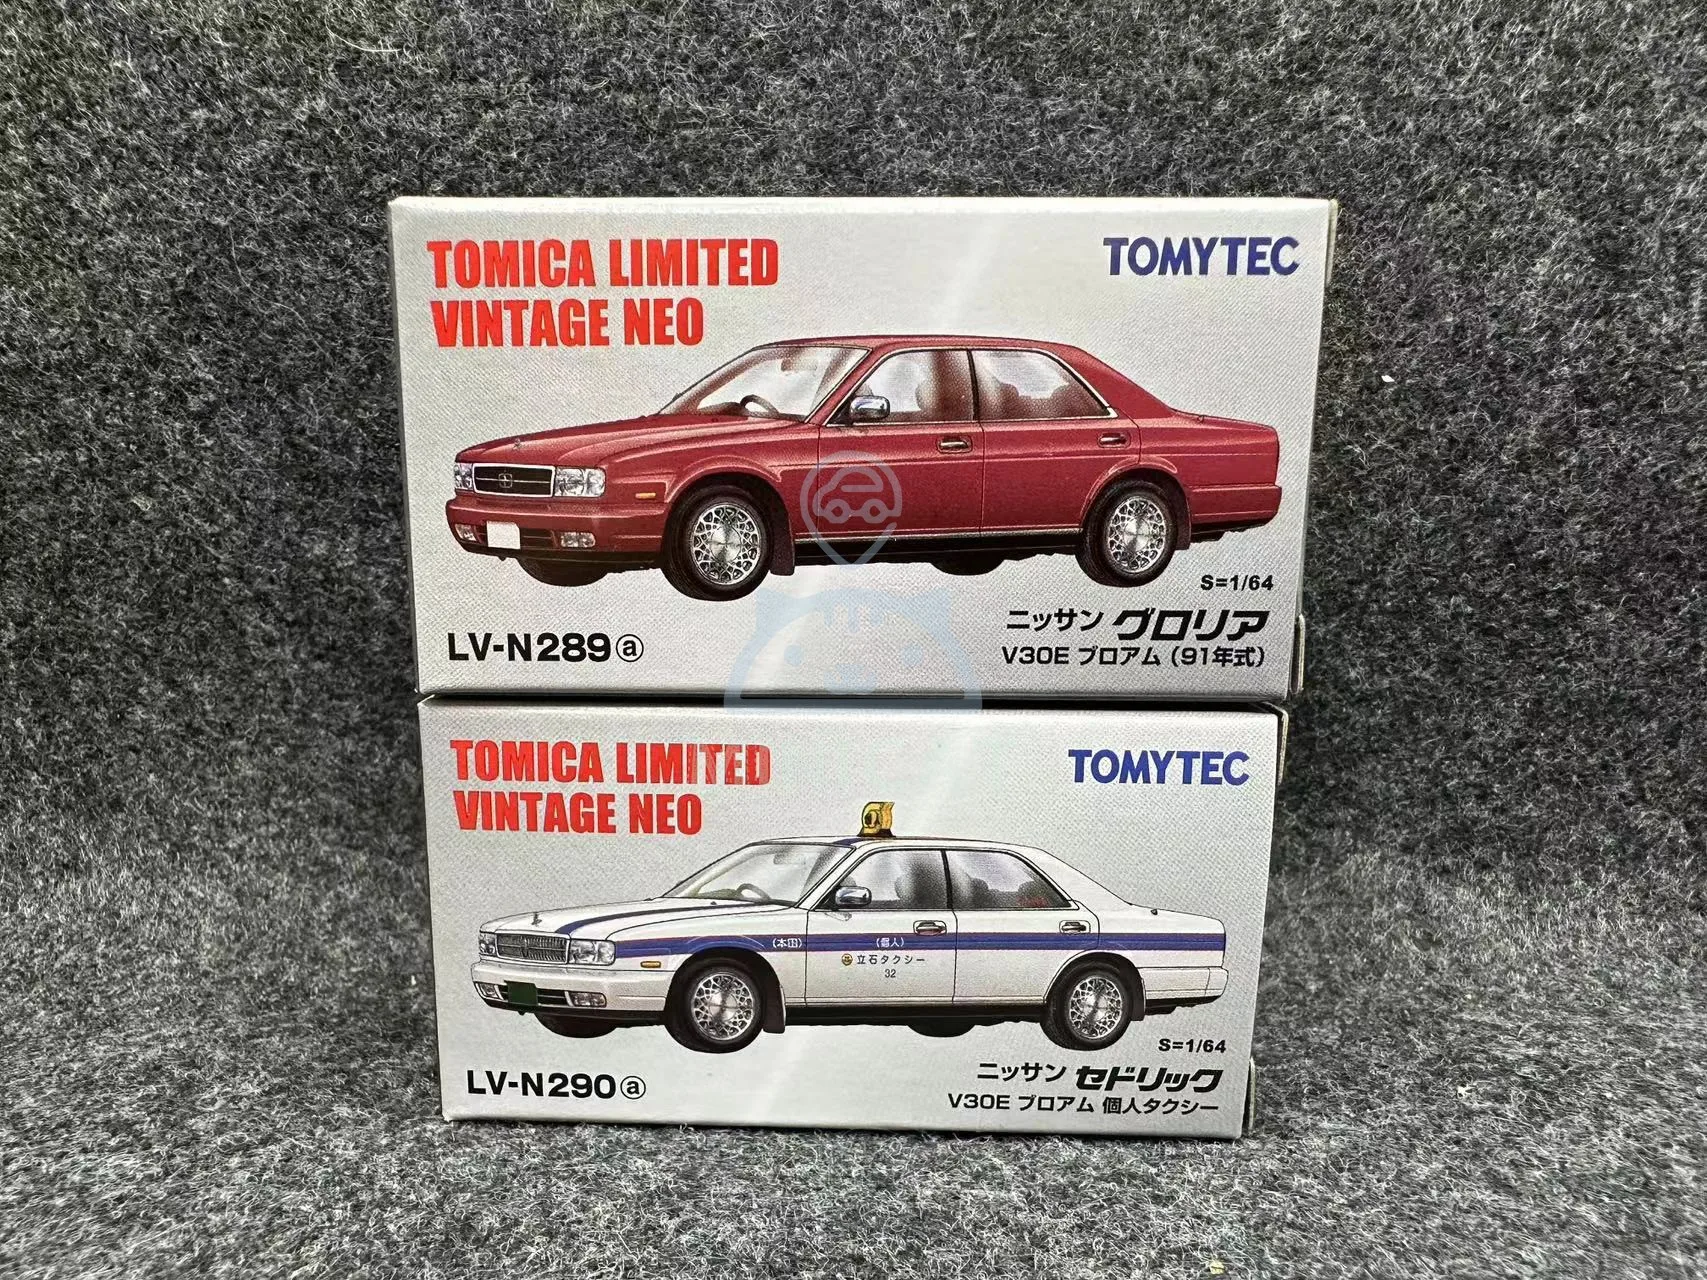 TOMICA LIMITED
VINTAGE NEO
TOMYTEC
S=1/64
LV-N289ⓐ
ニッサン グロリア
V30E ブロアム (91年式)
TOMICA LIMITED
VINTAGE NEO
TOMYTEC
(個人)
立石タクシー
32
S=1/64
LV-N290ⓐ
ニッサン セドリック
V30E ブロアム 個人タクシー